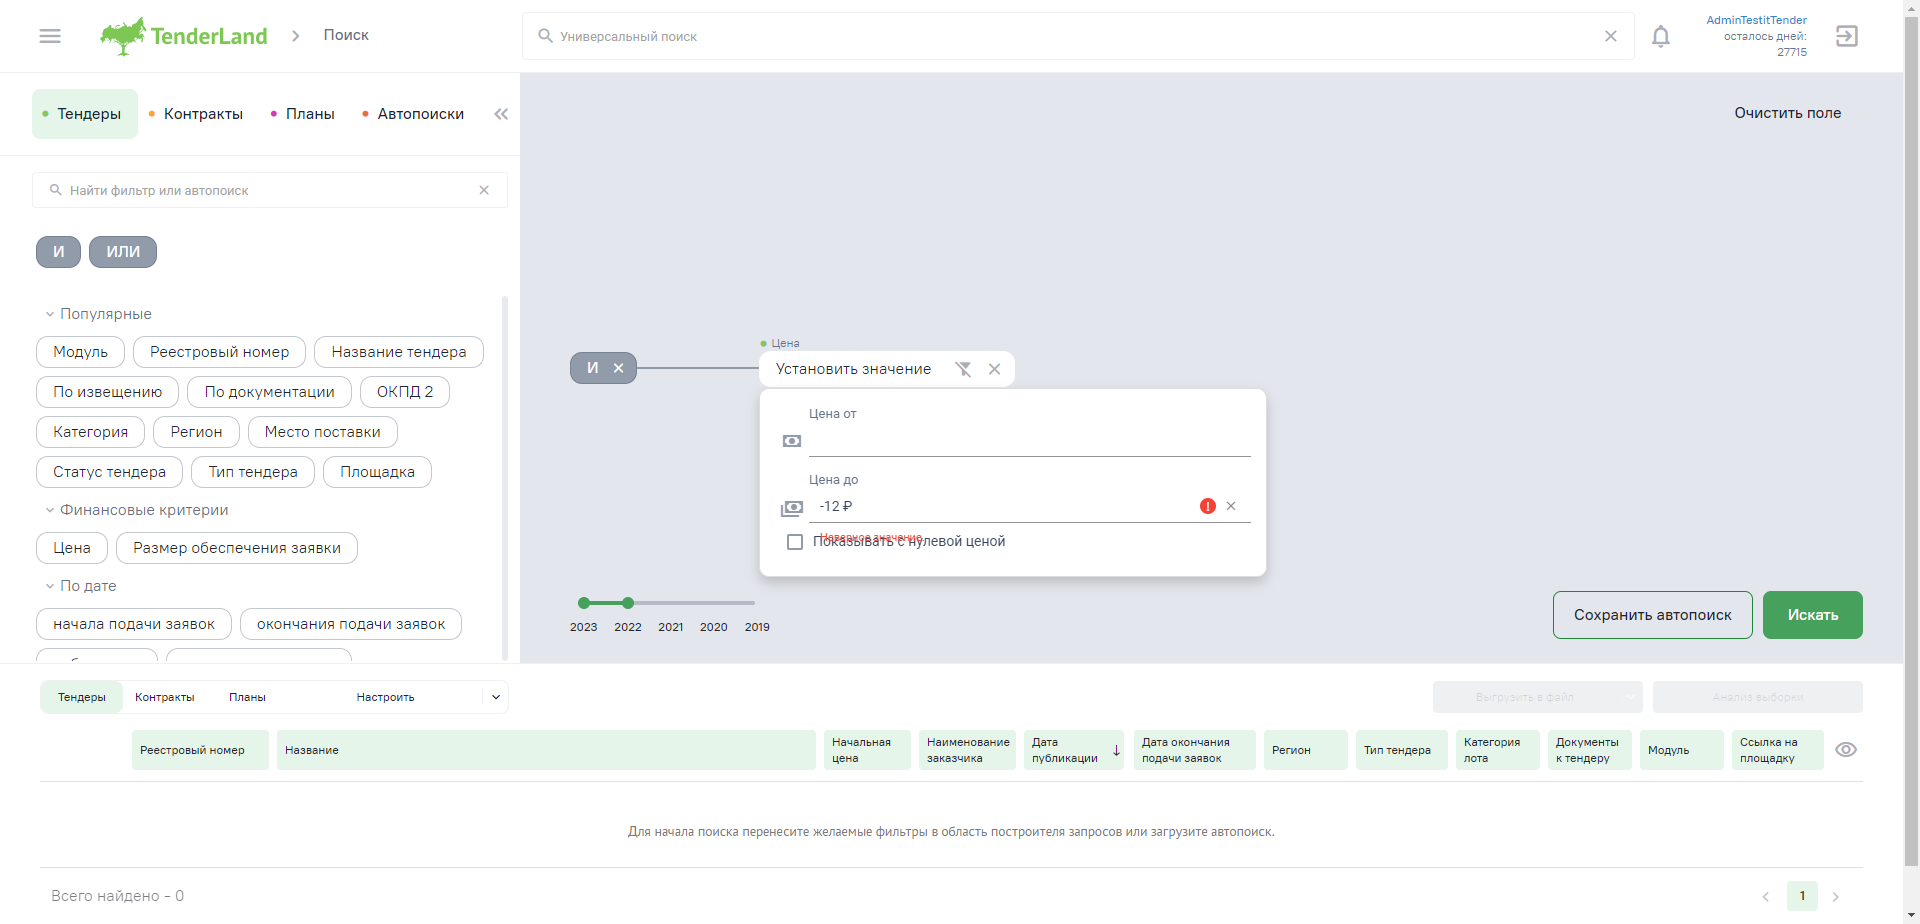 TenderLand
Поиск
Универсальный поиск
AdminTestitTender
осталось дней:
27715
Тендеры
Контракты
Планы
Автопоиски
Очистить поле
Найти фильтр или автопоиск
И
ИЛИ
Популярные
Модуль
Реестровый номер
Название тендера
По извещению
По документации
ОКПД 2
Категория
Регион
Место поставки
Статус тендера
Тип тендера
Площадка
Финансовые критерии
Цена
Размер обеспечения заявки
По дате
начала подачи заявок
окончания подачи заявок
И
Цена
Установить значение
Цена от
Цена до
-12 ₽
Неверное значение
Показывать с нулевой ценой
2023
2022
2021
2020
2019
Сохранить автопоиск
Искать
Тендеры
Контракты
Планы
Настроить
Выгрузить в файл
Анализ выборки
Реестровый номер
Название
Начальная
цена
Наименование
заказчика
Дата
публикации
Дата окончания
подачи заявок
Регион
Тип тендера
Категория
лота
Документы
к тендеру
Модуль
Ссылка на
площадку
Для начала поиска перенесите желаемые фильтры в область построителя запросов или загрузите автопоиск.
Всего найдено - 0
1